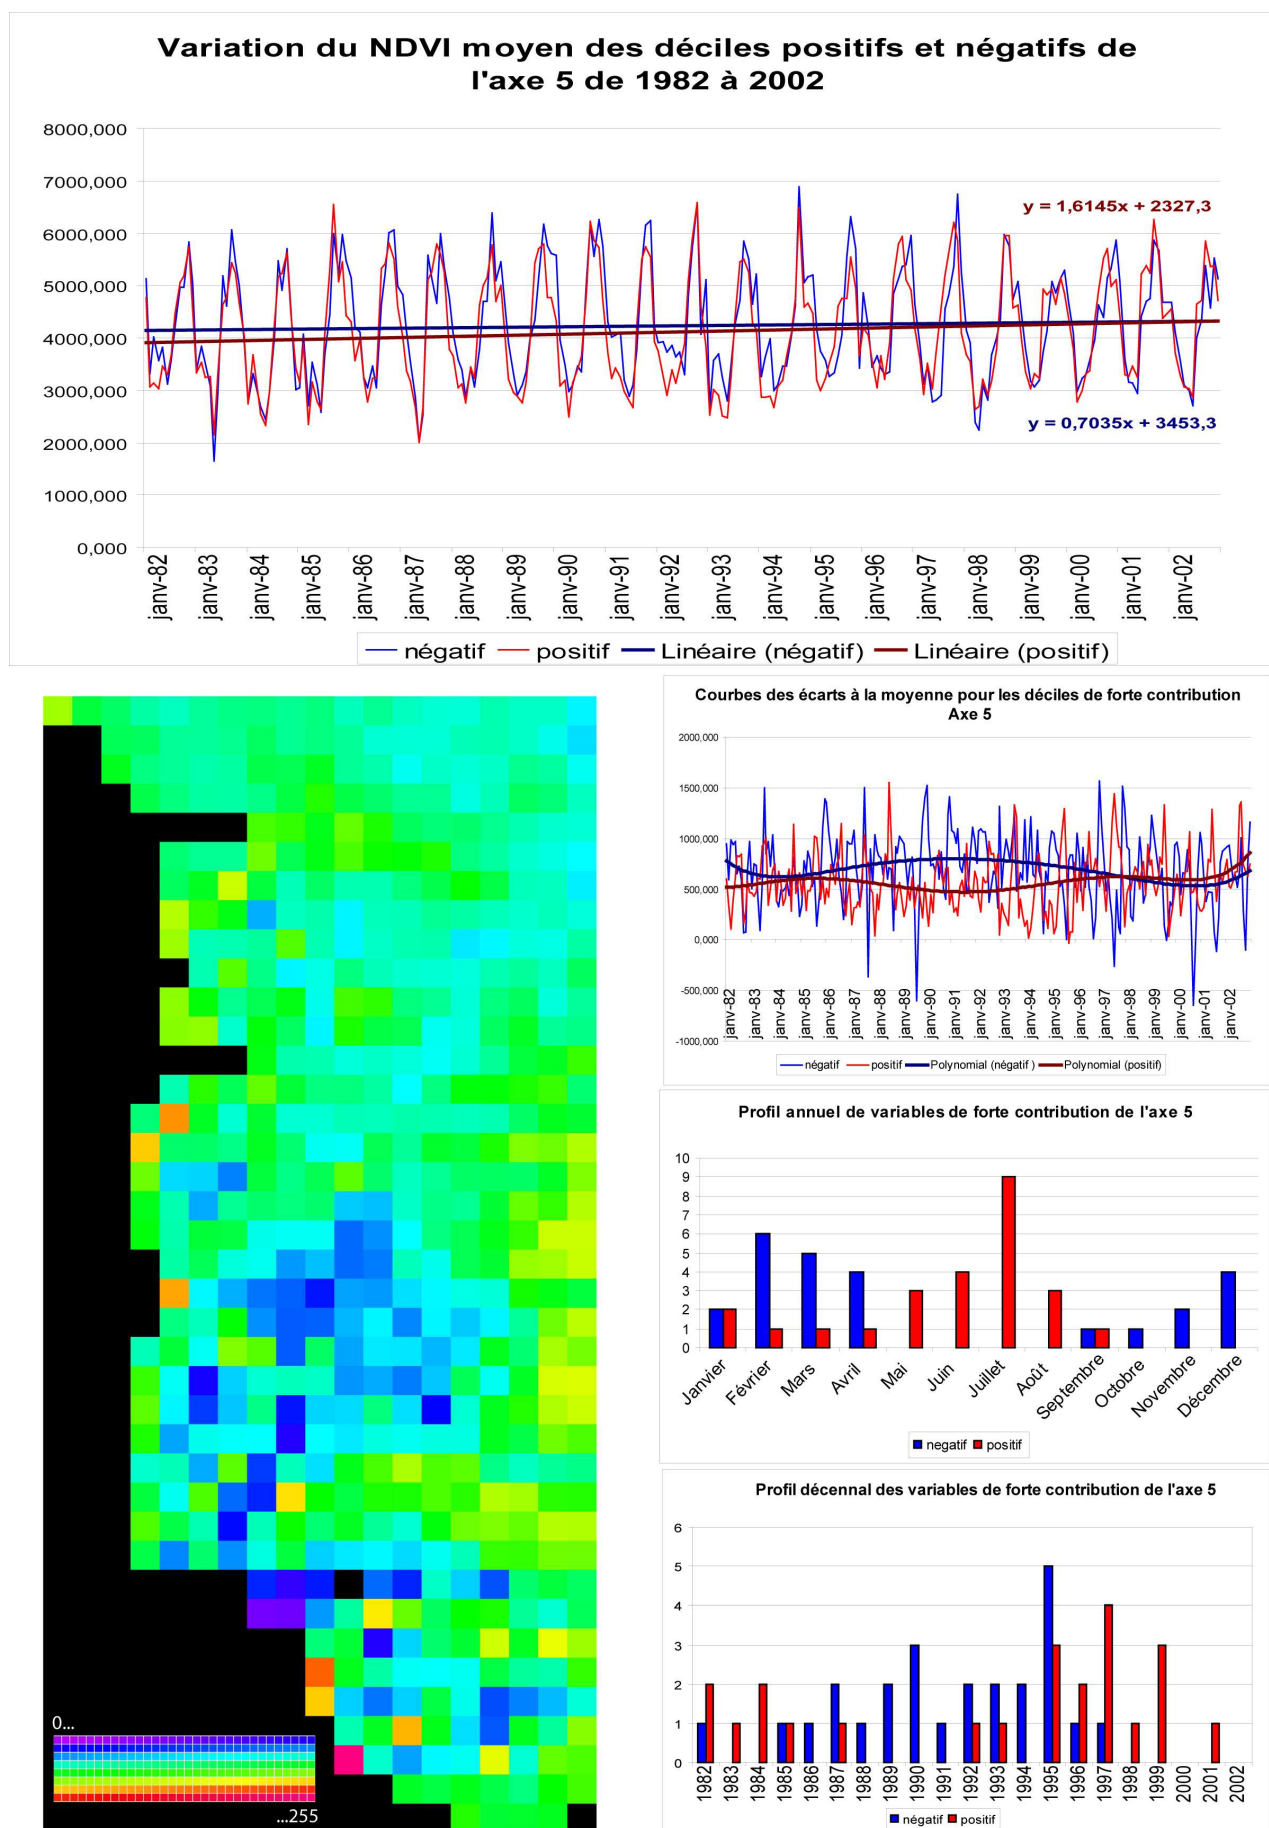 Variation du NDVI moyen des déciles positifs et négatifs de
l'axe 5 de 1982 à 2002
8000,000
7000,000
6000,000
5000,000
4000,000
3000,000
2000,000
1000,000
0,000
y = 1,6145x + 2327,3
y = 0,7035x + 3453,3
janv-82
janv-83
janv-84
janv-85
janv-86
janv-87
janv-88
janv-89
janv-90
janv-91
janv-92
janv-93
janv-94
janv-95
janv-96
janv-97
janv-98
janv-99
janv-00
janv-01
janv-02
négatif positif Linéaire (négatif) Linéaire (positif)
0...
...255
Courbes des écarts à la moyenne pour les déciles de forte contribution
Axe 5
2000,000
1500,000
1000,000
500,000
0,000
-500,000
-1000,000
janv-82
janv-83
janv-84
janv-85
janv-86
janv-87
janv-88
janv-89
janv-90
janv-91
janv-92
janv-93
janv-94
janv-95
janv-96
janv-97
janv-98
janv-99
janv-00
janv-01
janv-02
négatif positif Polynomial (négatif ) Polynomial (positif)
Profil annuel de variables de forte contribution de l'axe 5
10
9
8
7
6
5
4
3
2
1
0
Janvier
Février
Mars
Avril
Mai
Juin
Juillet
Août
Septembre
Octobre
Novembre
Décembre
negatif positif
Profil décennal des variables de forte contribution de l'axe 5
6
5
4
3
2
1
0
1982
1983
1984
1985
1986
1987
1988
1989
1990
1991
1992
1993
1994
1995
1996
1997
1998
1999
2000
2001
2002
négatif positif